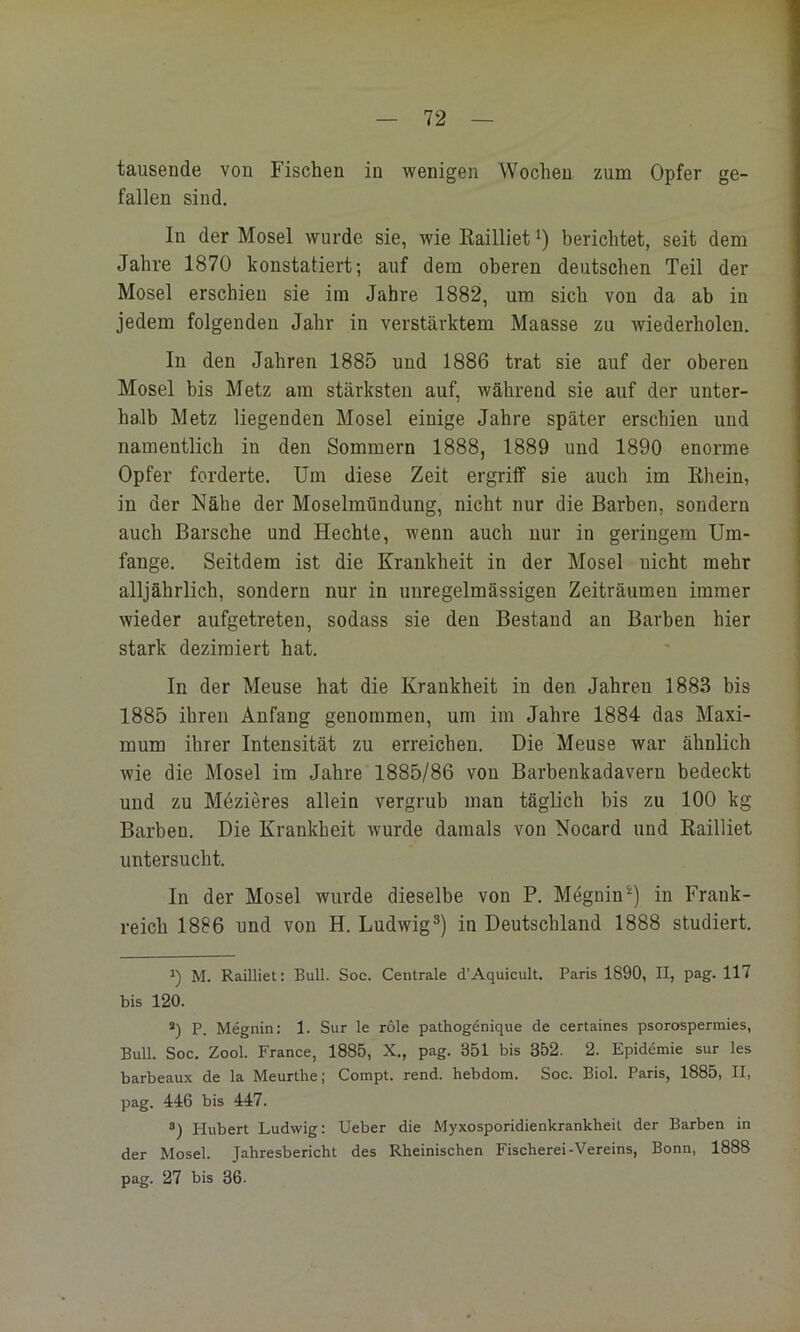 — 72 —
tausende von Fischen in wenigen Wochen zum Opfer ge-
fallen sind.
In der Mosel wurde sie, wie Railliet¹) berichtet, seit dem
Jahre 1870 konstatiert; auf dem oberen deutschen Teil der
Mosel erschien sie im Jahre 1882, um sich von da ab in
jedem folgenden Jahr in verstärktem Maasse zu wiederholen.
In den Jahren 1885 und 1886 trat sie auf der oberen
Mosel bis Metz am stärksten auf, während sie auf der unter-
halb Metz liegenden Mosel einige Jahre später erschien und
namentlich in den Sommern 1888, 1889 und 1890 enorme
Opfer forderte. Um diese Zeit ergriff sie auch im Rhein,
in der Nähe der Moselmündung, nicht nur die Barben, sondern
auch Barsche und Hechte, wenn auch nur in geringem Um-
fange. Seitdem ist die Krankheit in der Mosel nicht mehr
alljährlich, sondern nur in unregelmässigen Zeiträumen immer
wieder aufgetreten, sodass sie den Bestand an Barben hier
stark dezimiert hat.
In der Meuse hat die Krankheit in den Jahren 1883 bis
1885 ihren Anfang genommen, um im Jahre 1884 das Maxi-
mum ihrer Intensität zu erreichen. Die Meuse war ähnlich
wie die Mosel im Jahre 1885/86 von Barbenkadavern bedeckt
und zu Mézières allein vergrub man täglich bis zu 100 kg
Barben. Die Krankheit wurde damals von Nocard und Railliet
untersucht.
In der Mosel wurde dieselbe von P. Mégnin²) in Frank-
reich 1886 und von H. Ludwig³) in Deutschland 1888 studiert.
¹) M. Railliet: Bull. Soc. Centrale d'Aquicult. Paris 1890, II, pag. 117
bis 120.
²) P. Mégnin: 1. Sur le rôle pathogénique de certaines psorospermies,
Bull. Soc. Zool. France, 1885, X., pag. 351 bis 352. 2. Epidémie sur les
barbeaux de la Meurthe; Compt. rend. hebdom. Soc. Biol. Paris, 1885, II,
pag. 446 bis 447.
³) Hubert Ludwig: Ueber die Myxosporidienkrankheit der Barben in
der Mosel. Jahresbericht des Rheinischen Fischerei-Vereins, Bonn, 1888
pag. 27 bis 36.